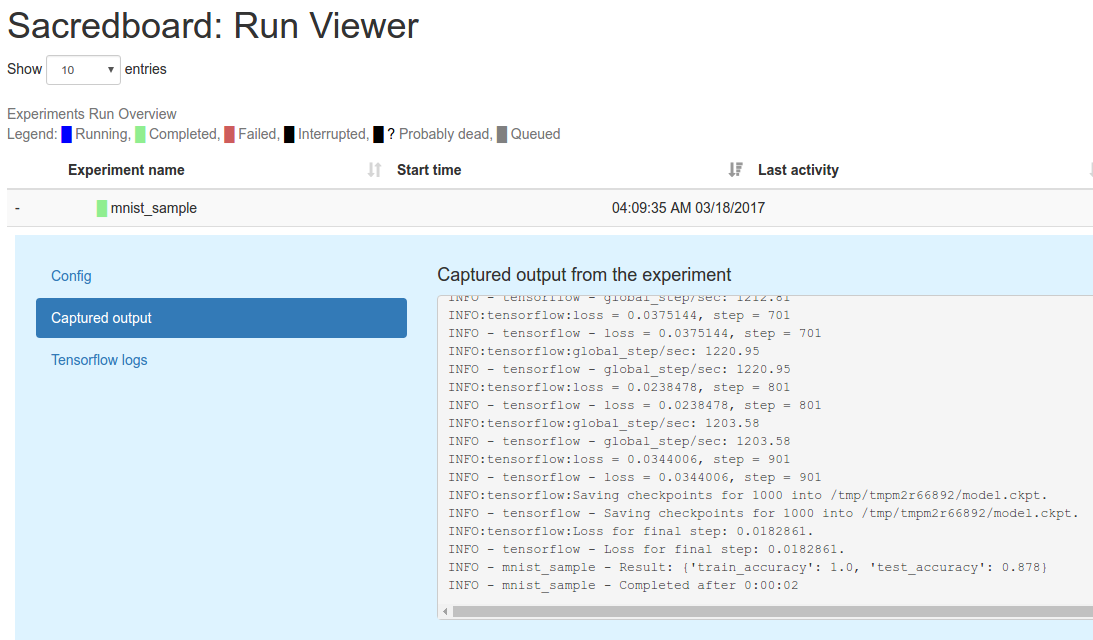 Sacredboard: Run Viewer
Show 10 entries
Experiments Run Overview
Legend: Running, Completed, Failed, Interrupted, ? Probably dead, Queued
Experiment name Start time Last activity
- mnist_sample 04:09:35 AM 03/18/2017
Config
Captured output
Tensorflow logs
Captured output from the experiment
INFO - tensorflow - global_step/sec: 1212.81
INFO:tensorflow:loss = 0.0375144, step = 701
INFO - tensorflow - loss = 0.0375144, step = 701
INFO:tensorflow:global_step/sec: 1220.95
INFO - tensorflow - global_step/sec: 1220.95
INFO:tensorflow:loss = 0.0238478, step = 801
INFO - tensorflow - loss = 0.0238478, step = 801
INFO:tensorflow:global_step/sec: 1203.58
INFO - tensorflow - global_step/sec: 1203.58
INFO:tensorflow:loss = 0.0344006, step = 901
INFO - tensorflow - loss = 0.0344006, step = 901
INFO:tensorflow:Saving checkpoints for 1000 into /tmp/tmpm2r66892/model.ckpt.
INFO - tensorflow - Saving checkpoints for 1000 into /tmp/tmpm2r66892/model.ckpt.
INFO:tensorflow:Loss for final step: 0.0182861.
INFO - tensorflow - Loss for final step: 0.0182861.
INFO - mnist_sample - Result: {'train_accuracy': 1.0, 'test_accuracy': 0.878}
INFO - mnist_sample - Completed after 0:00:02